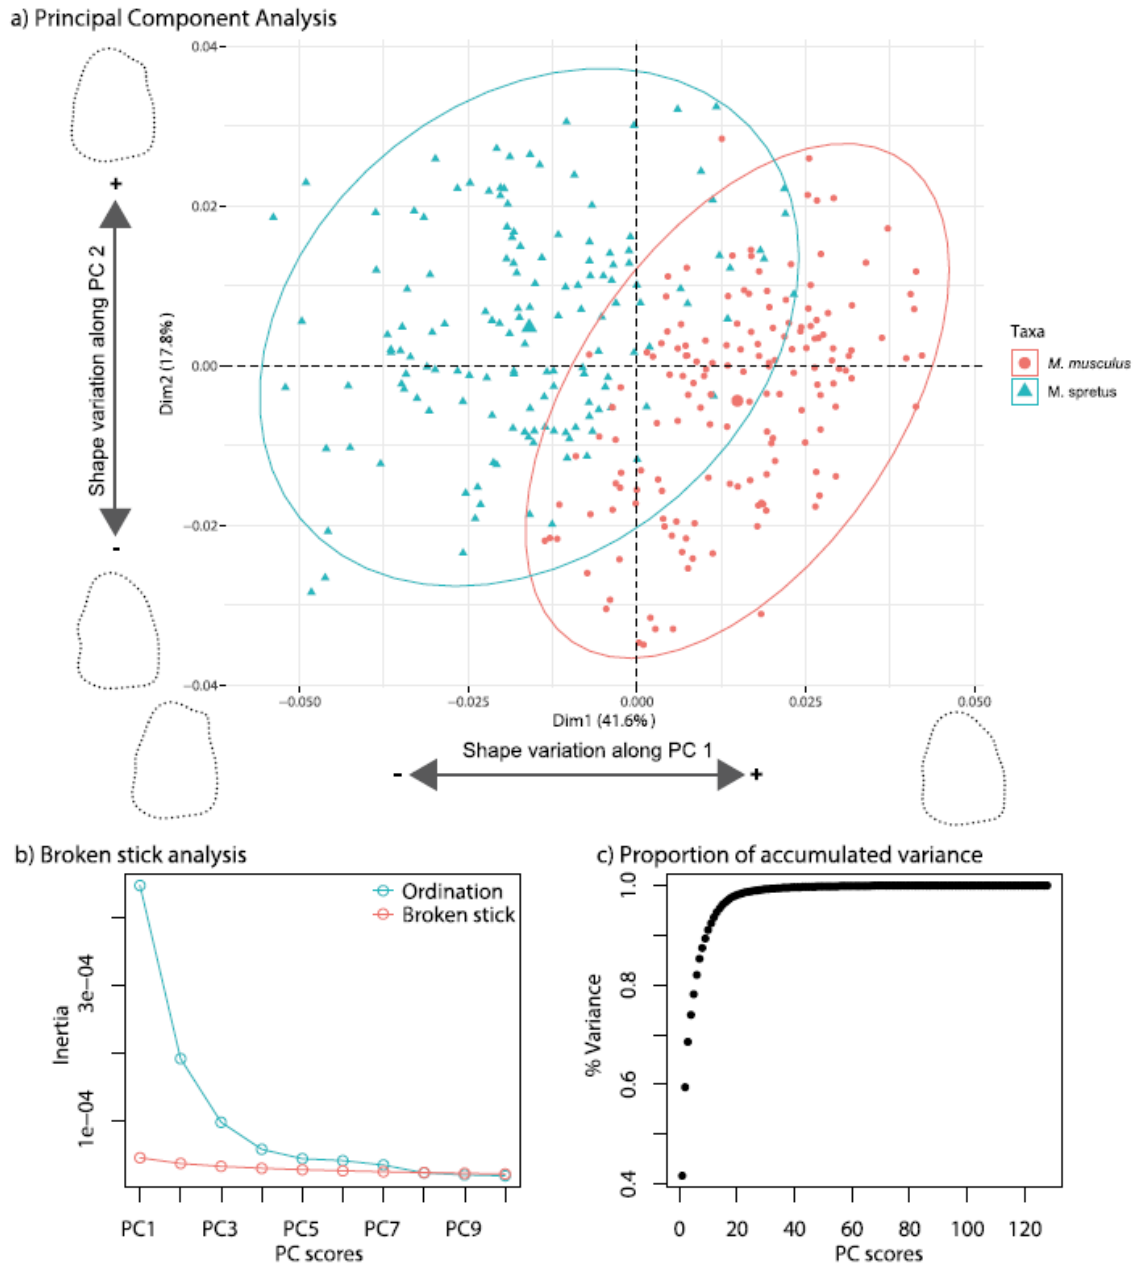 a) Principal Component Analysis
0.04
0.02
0.00
−0.02
−0.04
Dim2 (17.8%)
+
Shape variation along PC 2
-
−0.050
−0.025
0.000
0.025
0.050
Dim1 (41.6%)
Shape variation along PC 1
-
+
Taxa
M. musculus
M. spretus
b) Broken stick analysis
Ordination
Broken stick
3e−04
1e−04
Inertia
PC1
PC3
PC5
PC7
PC9
PC scores
c) Proportion of accumulated variance
1.0
0.8
0.6
0.4
% Variance
0
20
40
60
80
100
120
PC scores